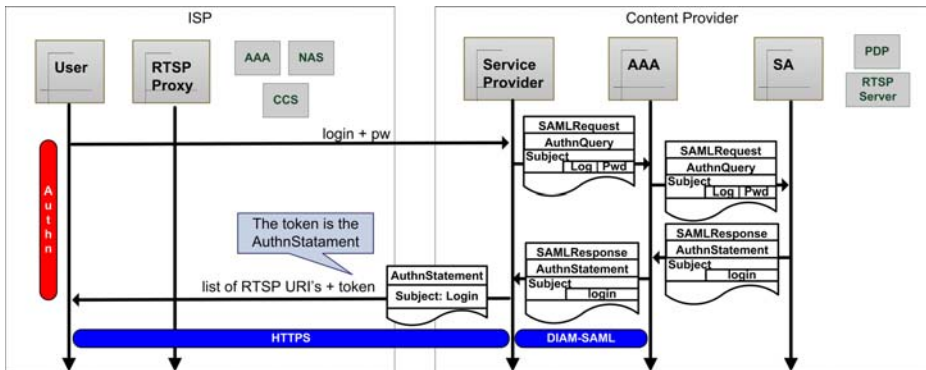 ISP
Content Provider
User
RTSP
Proxy
AAA
NAS
CCS
Service
Provider
AAA
SA
PDP
RTSP
Server
login + pw
SAMLRequest
AuthnQuery
Subject
Log Pwd
SAMLRequest
AuthnQuery
Subject
Log Pwd
Authn
The token is the
AuthnStatament
SAMLResponse
AuthnStatement
Subject
login
SAMLResponse
AuthnStatement
Subject
login
AuthnStatement
Subject: Login
list of RTSP URI's + token
HTTPS
DIAM-SAML